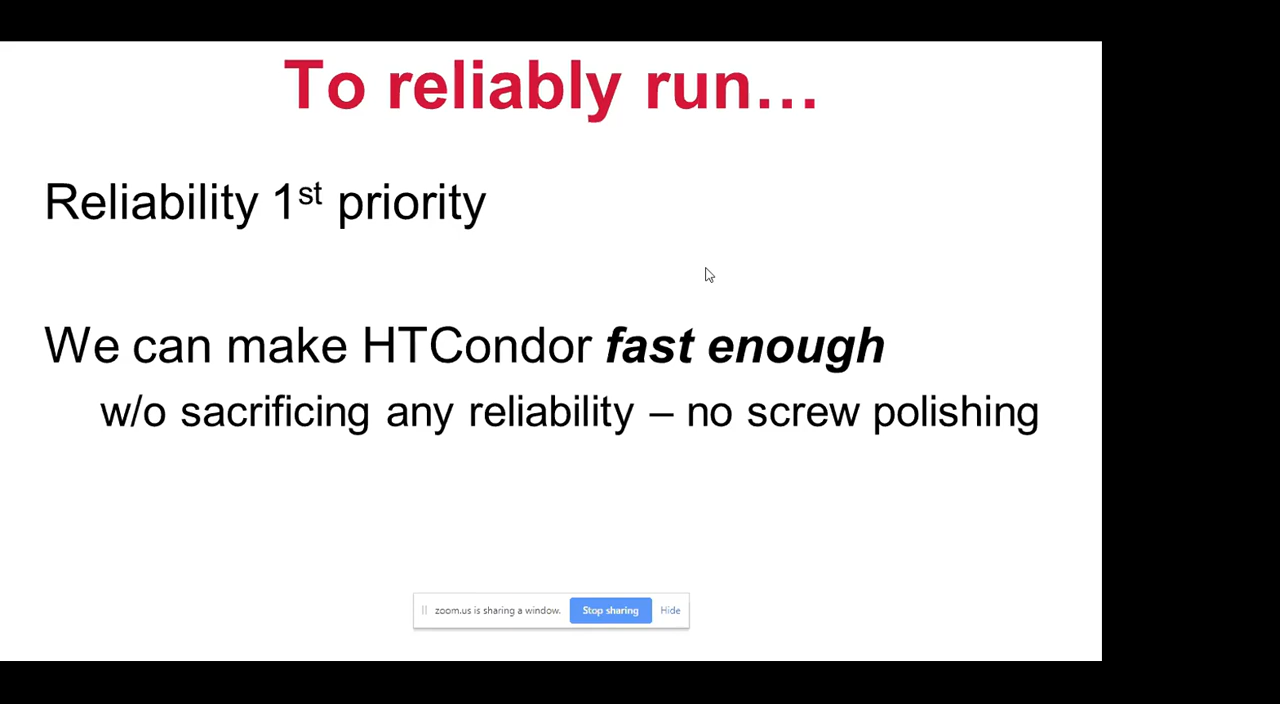 To reliably run…
Reliability 1st priority
We can make HTCondor fast enough
w/o sacrificing any reliability – no screw polishing
zoom.us is sharing a window. Stop sharing Hide